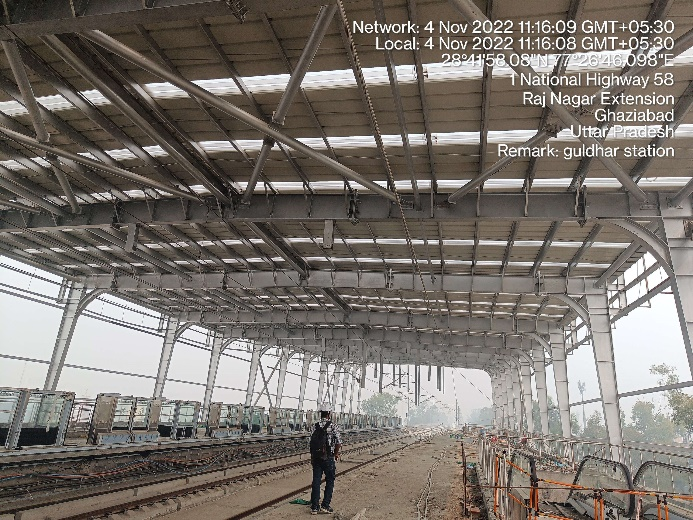 Network: 4 Nov 2022 11:16:09 GMT+05:30
Local: 4 Nov 2022 11:16:08 GMT+05:30
28°41'58.08"N 77°26'46.098"E
1 National Highway 58
Raj Nagar Extension
Ghaziabad
Uttar Pradesh
Remark: guldhar station